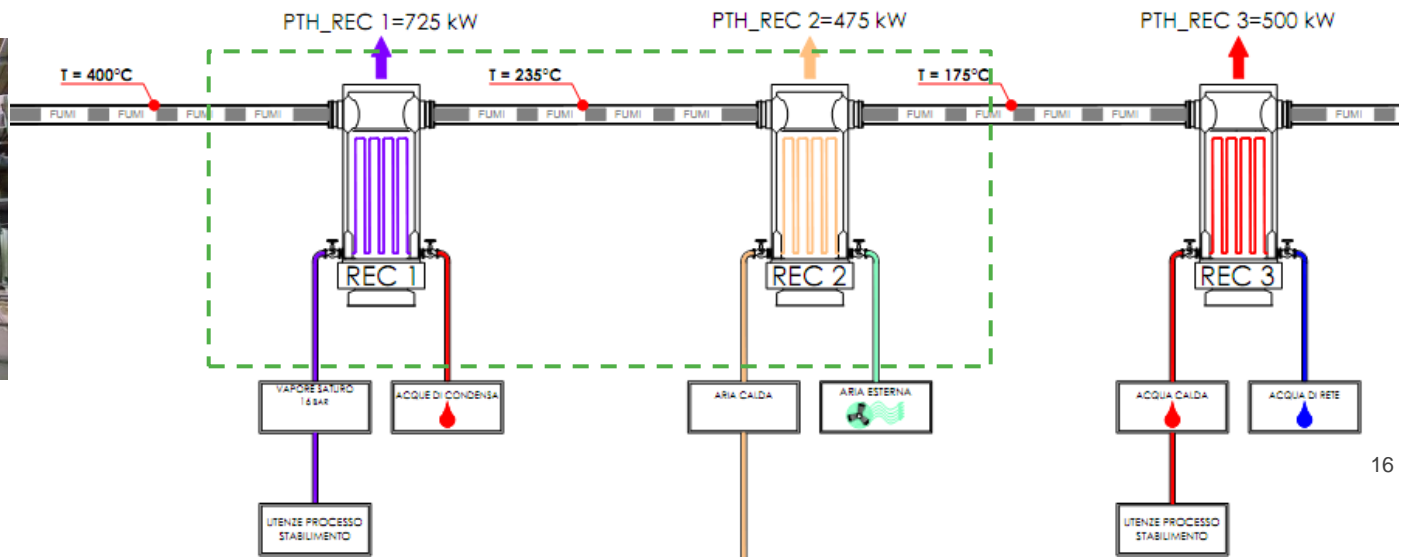 PTH_REC 1=725 kW
PTH_REC 2=475 kW
PTH_REC 3=500 kW
T = 400°C
T = 235°C
T = 175°C
FUMI FUMI FUMI FUMI
FUMI FUMI FUMI FUMI
FUMI FUMI FUMI FUMI
FUMI
REC 1
REC 2
REC 3
VAPORE SATURO
16 BAR
ACQUE DI CONDENSA
ARIA CALDA
ARIA ESTERNA
ACQUA CALDA
ACQUA DI RETE
16
UTENZE PROCESSO
STABILIMENTO
UTENZE PROCESSO
STABILIMENTO